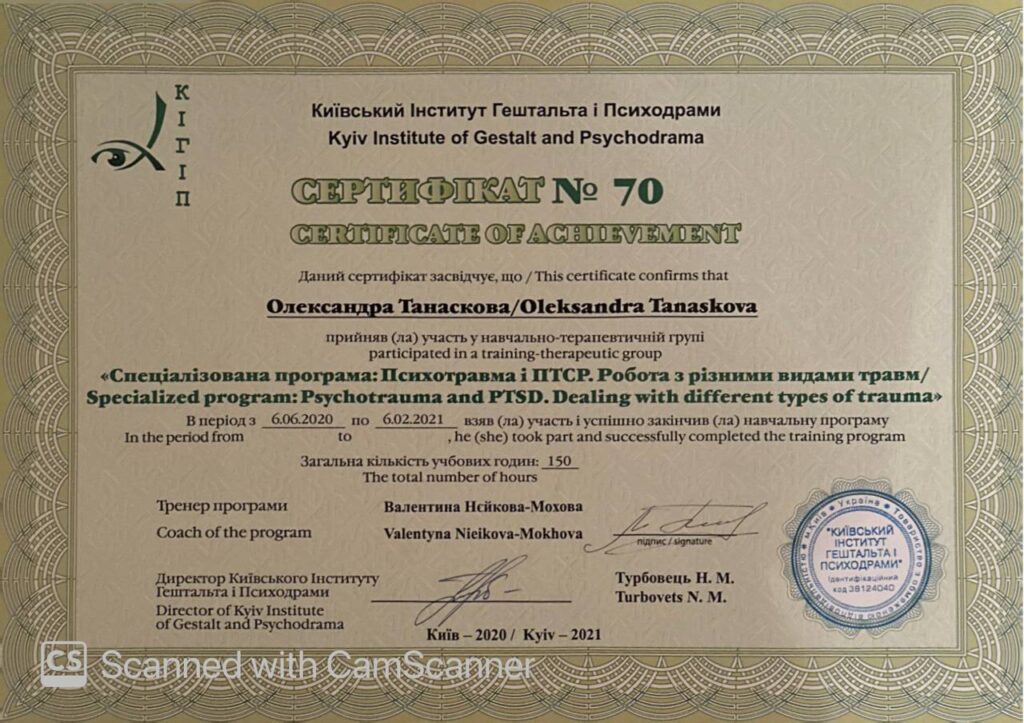 КІГІП
Київський Інститут Гештальта і Психодрами
Kyiv Institute of Gestalt and Psychodrama
СЕРТИФІКАТ № 70
CERTIFICATE OF ACHIEVEMENT
Даний сертифікат засвідчує, що / This certificate confirms that
Олександра Танаскова/Oleksandra Tanaskova
прийняв (ла) участь у навчально-терапевтичній групі
participated in a training-therapeutic group
«Спеціалізована програма: Психотравма і ПТСР. Робота з різними видами травм/
Specialized program: Psychotrauma and PTSD. Dealing with different types of trauma»
В період з 6.06.2020 по 6.02.2021 взяв (ла) участь і успішно закінчив (ла) навчальну програму
In the period from to , he (she) took part and successfully completed the training program
Загальна кількість учбових годин: 150
The total number of hours
Тренер програми Валентина Нєйкова-Мохова
Coach of the program Valentyna Nieikova-Mokhova
підпис / signature
Директор Київського Інституту
Гештальта і Психодрами
Турбовець Н. М.
Director of Kyiv Institute
of Gestalt and Psychodrama
Turbovets N. M.
Київ – 2020 / Kyiv – 2021
м.Київ * Україна * Товариство з обмеженою відповідальністю
"КИЇВСЬКИЙ
ІНСТИТУТ
ГЕШТАЛЬТА І
ПСИХОДРАМИ"
Ідентифікаційний
код 38124040
CS Scanned with CamScanner